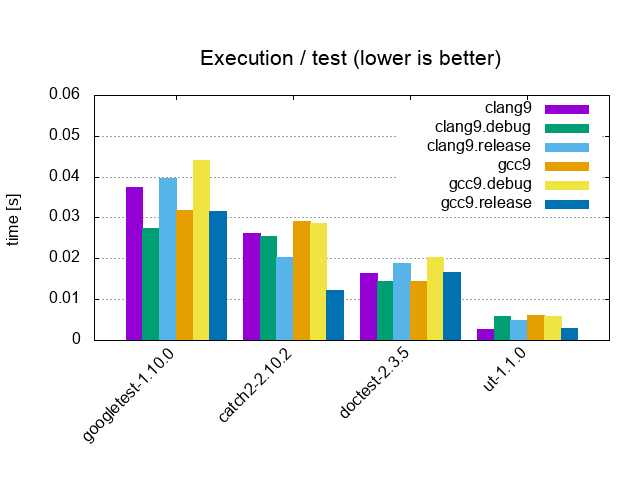 Execution / test (lower is better)
0.06
0.05
0.04
0.03
0.02
0.01
0
time [s]
clang9
clang9.debug
clang9.release
gcc9
gcc9.debug
gcc9.release
googletest-1.10.0
catch2-2.10.2
doctest-2.3.5
ut-1.1.0